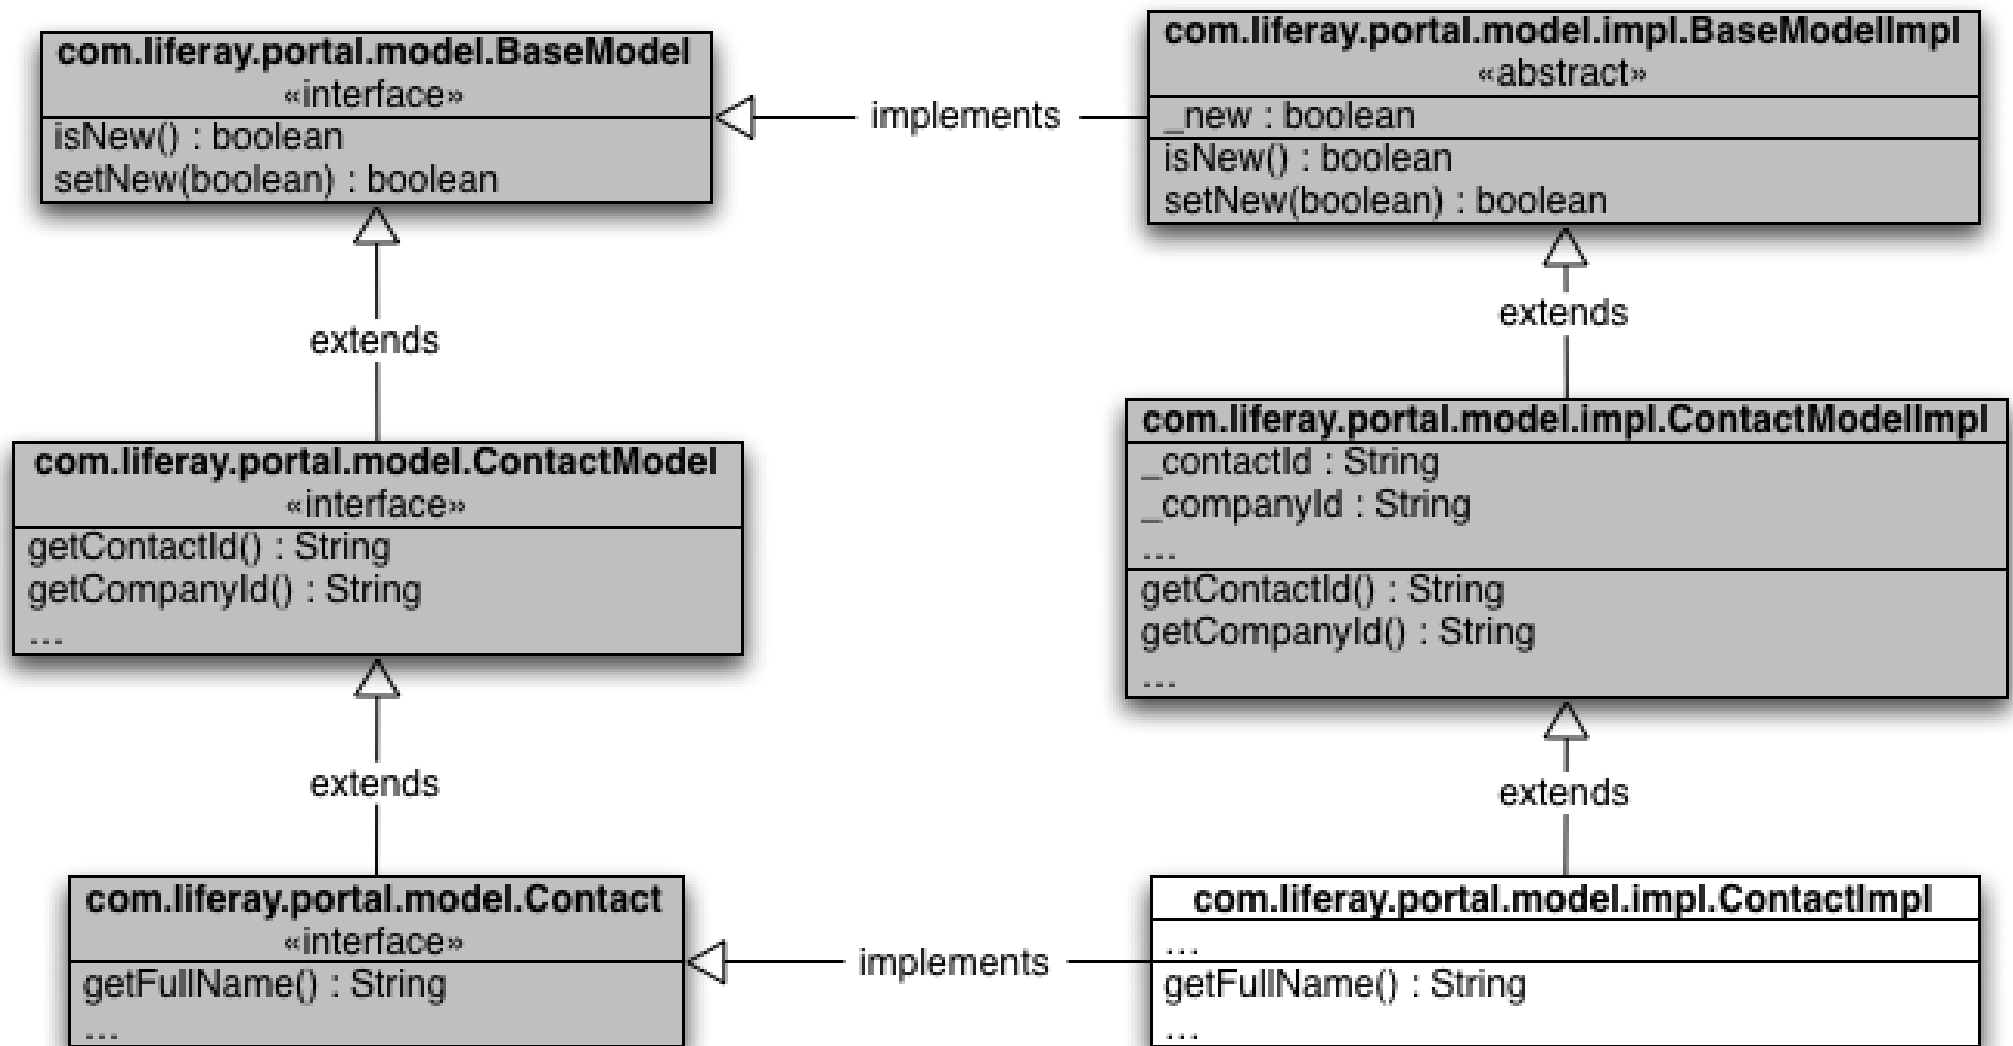 com.liferay.portal.model.BaseModel
«interface»
isNew() : boolean
setNew(boolean) : boolean
implements
com.liferay.portal.model.impl.BaseModelImpl
«abstract»
_new : boolean
isNew() : boolean
setNew(boolean) : boolean
extends
extends
com.liferay.portal.model.ContactModel
«interface»
getContactId() : String
getCompanyId() : String
...
com.liferay.portal.model.impl.ContactModelImpl
_contactId : String
_companyId : String
...
getContactId() : String
getCompanyId() : String
...
extends
extends
com.liferay.portal.model.Contact
«interface»
getFullName() : String
...
implements
com.liferay.portal.model.impl.ContactImpl
...
getFullName() : String
...